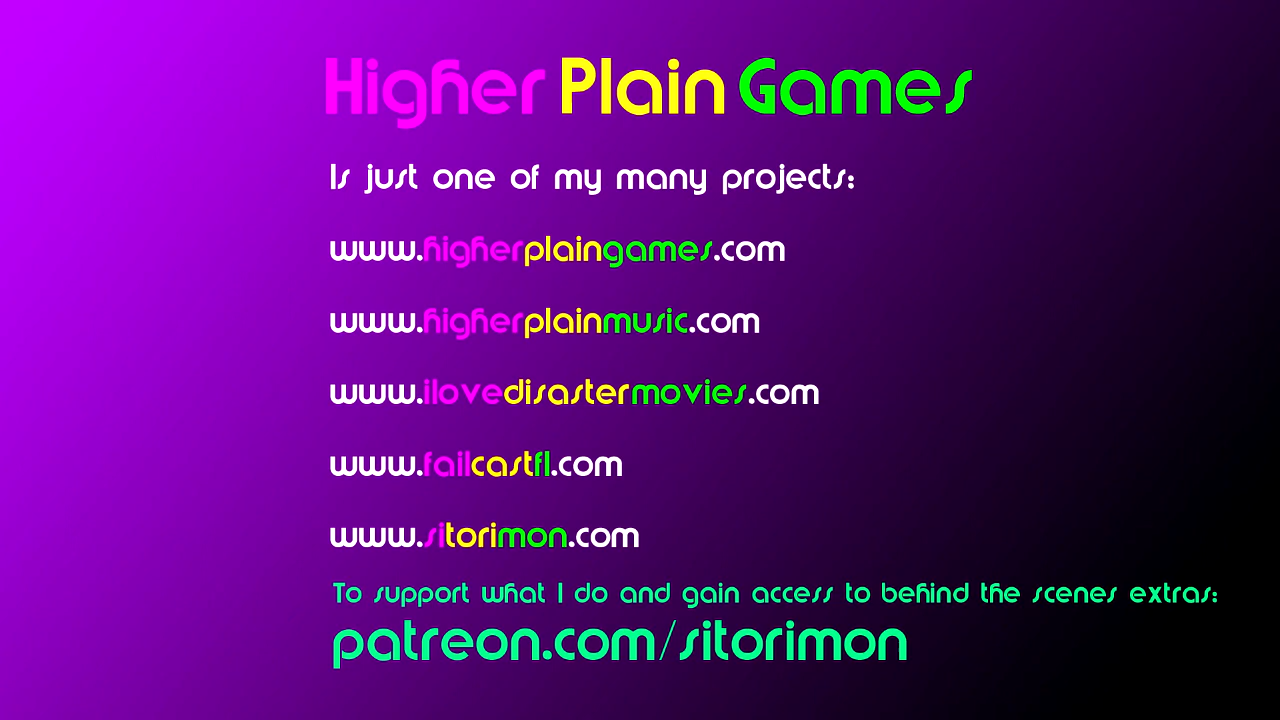 Higher Plain Games
Is just one of my many projects:
www.higherplaingames.com
www.higherplainmusic.com
www.ilovedisastermovies.com
www.failcastfl.com
www.sitorimon.com
To support what I do and gain access to behind the scenes extras:
patreon.com/sitorimon